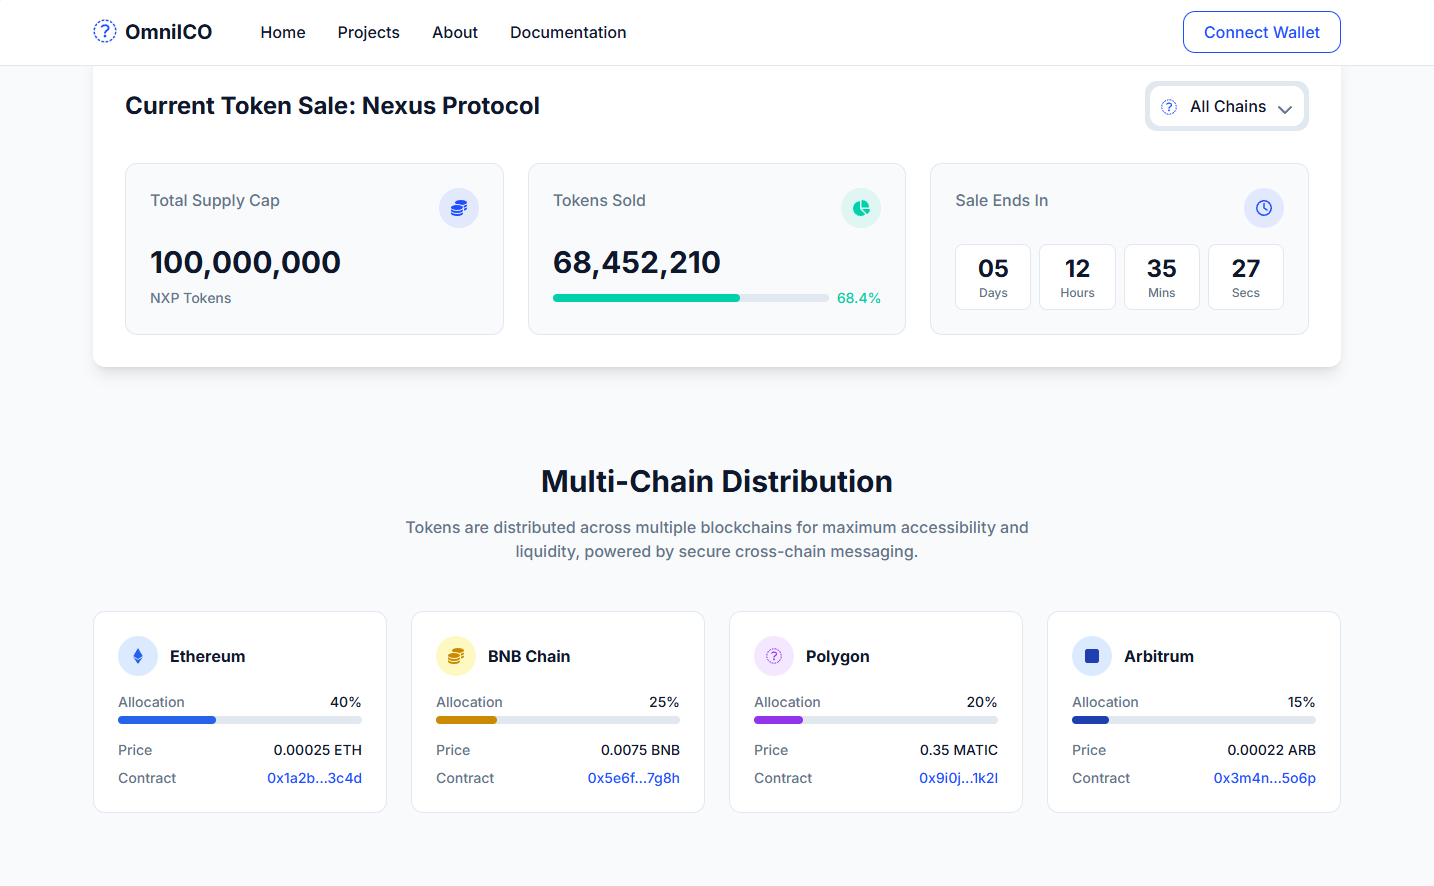 OmniICO
Home
Projects
About
Documentation
Connect Wallet
Current Token Sale: Nexus Protocol
All Chains
Total Supply Cap
100,000,000
NXP Tokens
Tokens Sold
68,452,210
68.4%
Sale Ends In
05
Days
12
Hours
35
Mins
27
Secs
Multi-Chain Distribution
Tokens are distributed across multiple blockchains for maximum accessibility and
liquidity, powered by secure cross-chain messaging.
Ethereum
Allocation 40%
Price 0.00025 ETH
Contract 0x1a2b...3c4d
BNB Chain
Allocation 25%
Price 0.0075 BNB
Contract 0x5e6f...7g8h
Polygon
Allocation 20%
Price 0.35 MATIC
Contract 0x9i0j...1k2l
Arbitrum
Allocation 15%
Price 0.00022 ARB
Contract 0x3m4n...5o6p